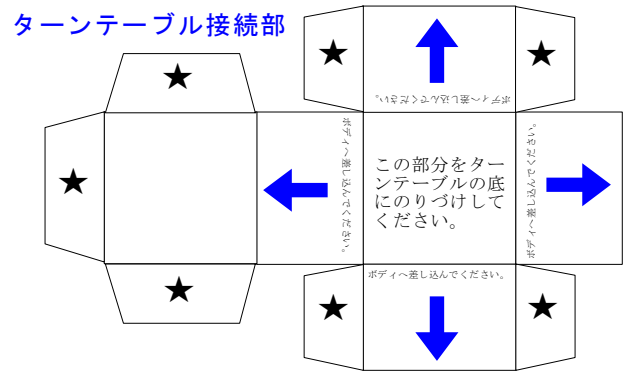 ターンテーブル接続部
ボディへ差し込んでください。
ボディへ差し込んでください。
この部分をター
ンテーブルの底
にのりづけして
ください。
ボディへ差し込んでください。
ボディへ差し込んでください。